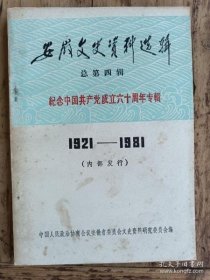 安徽文史资料选辑
总第四辑
纪念中国共产党成立六十周年专辑
1921——1981
(内部发行)
中国人民政治协商会议安徽省委员会文史资料研究委员会编